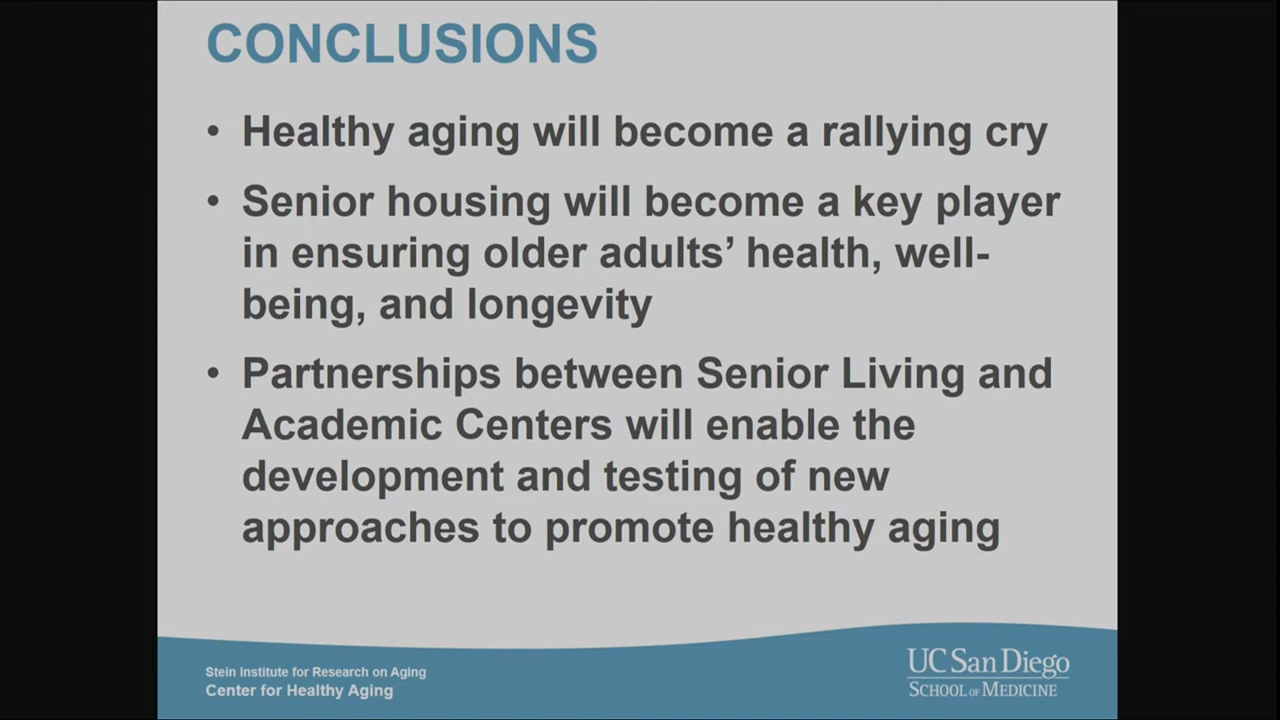 CONCLUSIONS
• Healthy aging will become a rallying cry
• Senior housing will become a key player
in ensuring older adults’ health, well-
being, and longevity
• Partnerships between Senior Living and
Academic Centers will enable the
development and testing of new
approaches to promote healthy aging
Stein Institute for Research on Aging
Center for Healthy Aging
UC San Diego
SCHOOL OF MEDICINE